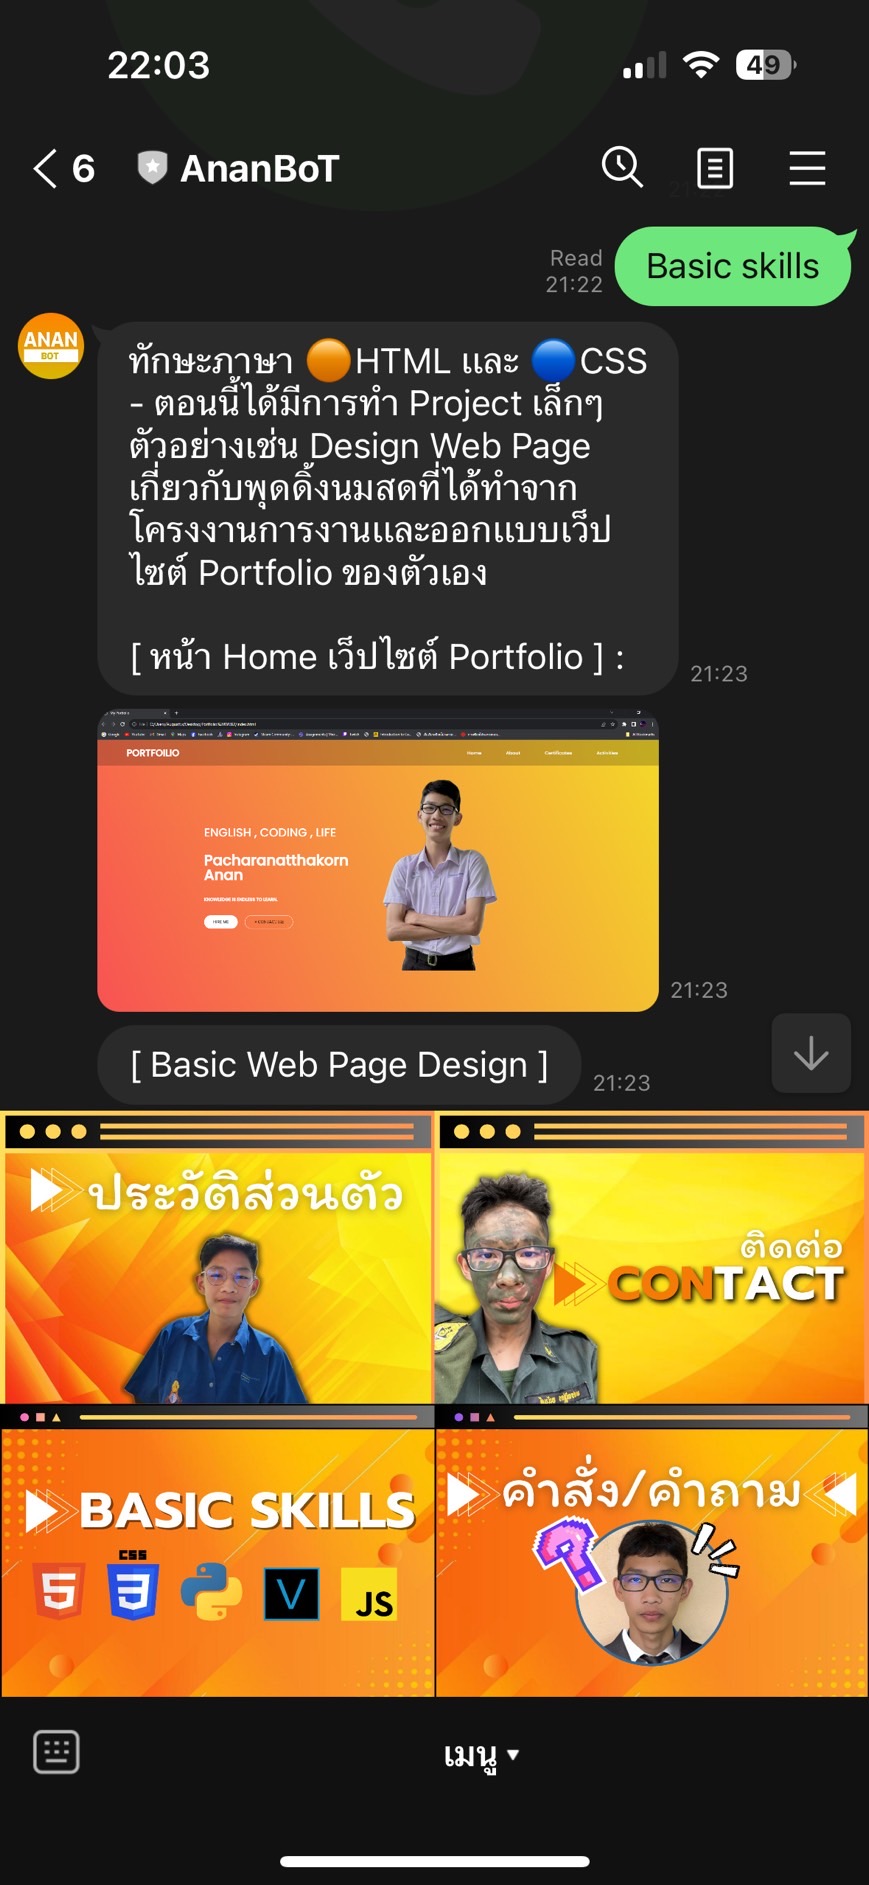 22:03
49
6
AnanBoT
Read
21:22
Basic skills
ANAN
BOT
ทักษะภาษา 🟠HTML และ 🔵CSS
- ตอนนี้ได้มีการทำ Project เล็กๆ
ตัวอย่างเช่น Design Web Page
เกี่ยวกับพุดดิ้งนมสดที่ได้ทำจาก
โครงงานการงานและออกแบบเว็ป
ไซต์ Portfolio ของตัวเอง
[ หน้า Home เว็ปไซต์ Portfolio ] :
21:23
PORTFOILIO
Home
About
Certificates
Activities
ENGLISH , CODING , LIFE
Pacharanatthakorn
Anan
KNOWLEDGE IS ENDLESS TO LEARN.
HIRE ME
21:23
[ Basic Web Page Design ]
21:23
ประวัติส่วนตัว
ติดต่อ
CONTACT
BASIC SKILLS
คำสั่ง/คำถาม
5
CSS
3
V
JS
เมนู ▾